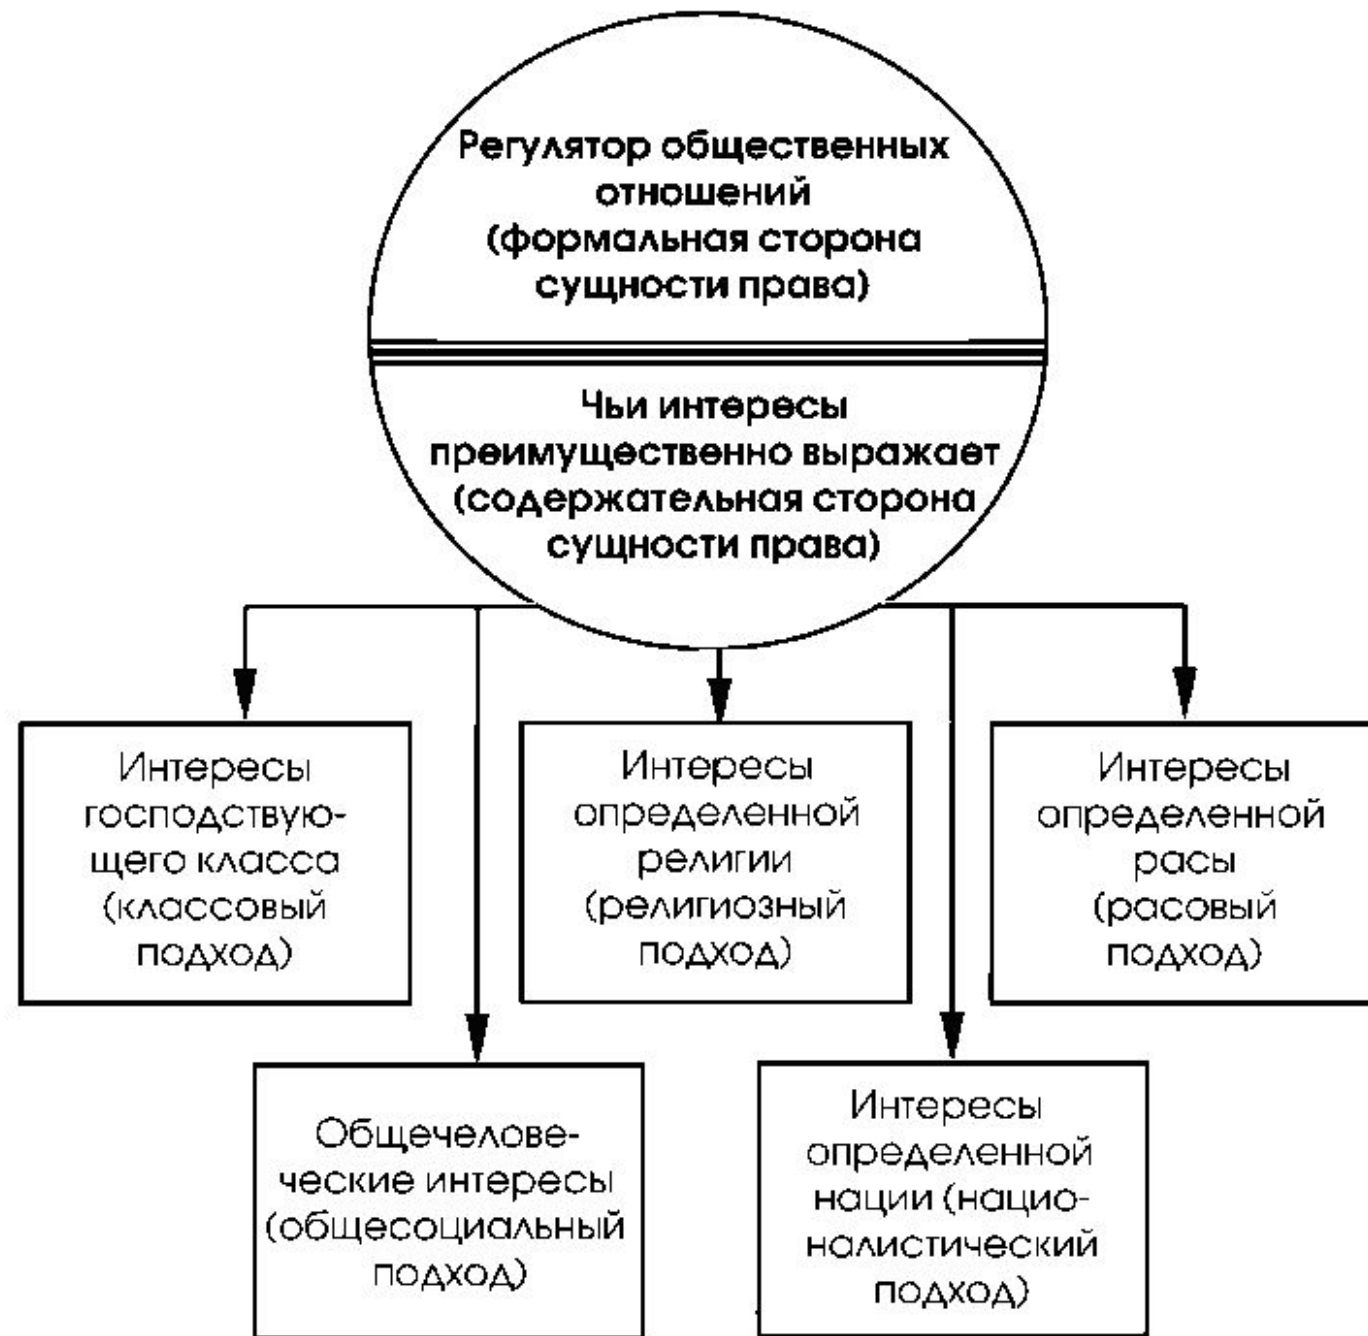 Регулятор общественных
отношений
(формальная сторона
сущности права)
Чьи интересы
преимущественно выражает
(содержательная сторона
сущности права)
Интересы
господствую-
щего класса
(классовый
подход)
Интересы
определенной
религии
(религиозный
подход)
Интересы
определенной
расы
(расовый
подход)
Общечелове-
ческие интересы
(общесоциальный
подход)
Интересы
определенной
нации (нацио-
налистический
подход)